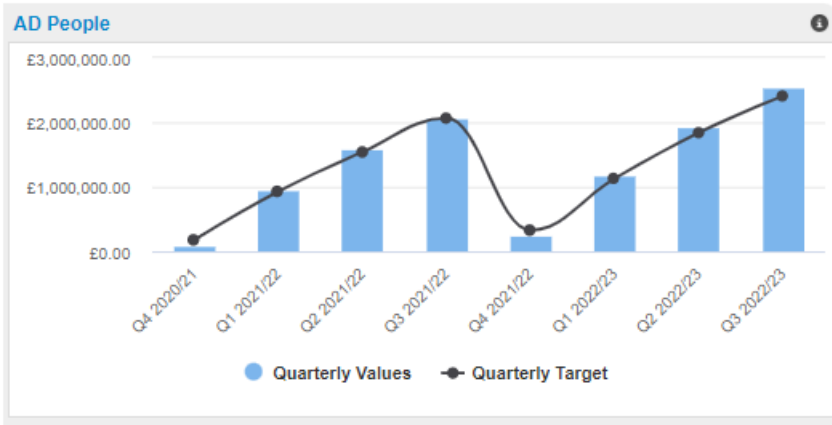 AD People
£3,000,000.00
£2,000,000.00
£1,000,000.00
£0.00
Q4 2020/21
Q1 2021/22
Q2 2021/22
Q3 2021/22
Q4 2021/22
Q1 2022/23
Q2 2022/23
Q3 2022/23
Quarterly Values
Quarterly Target